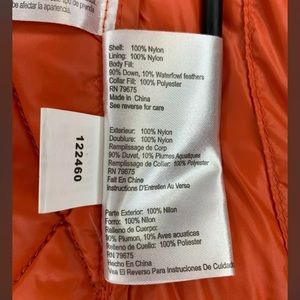 de afectar la apariencia.
122460
Shell: 100% Nylon
Lining: 100% Nylon
Body Fill:
90% Down, 10% Waterfowl feathers
Collar Fill: 100% Polyester
RN 79675
Made in China
See reverse for care
Exterieur: 100% Nylon
Doublure: 100% Nylon
Remplissage de Corp
90% Duvet, 10% Plumes Aquatiques
Remplissage de Collier: 100% Polyester
RN 79675
Fait En Chine
Instructions D'Entretien Au Verso
Parte Exterior: 100% Nilon
Forro: 100% Nilon
Relleno de Cuerpo:
90% Plumon, 10% Aves acuaticas
Relleno de Cuello: 100% Poliester
RN 79675
Hecho En China
Vea El Reverso Para Instruciones De Cuidado